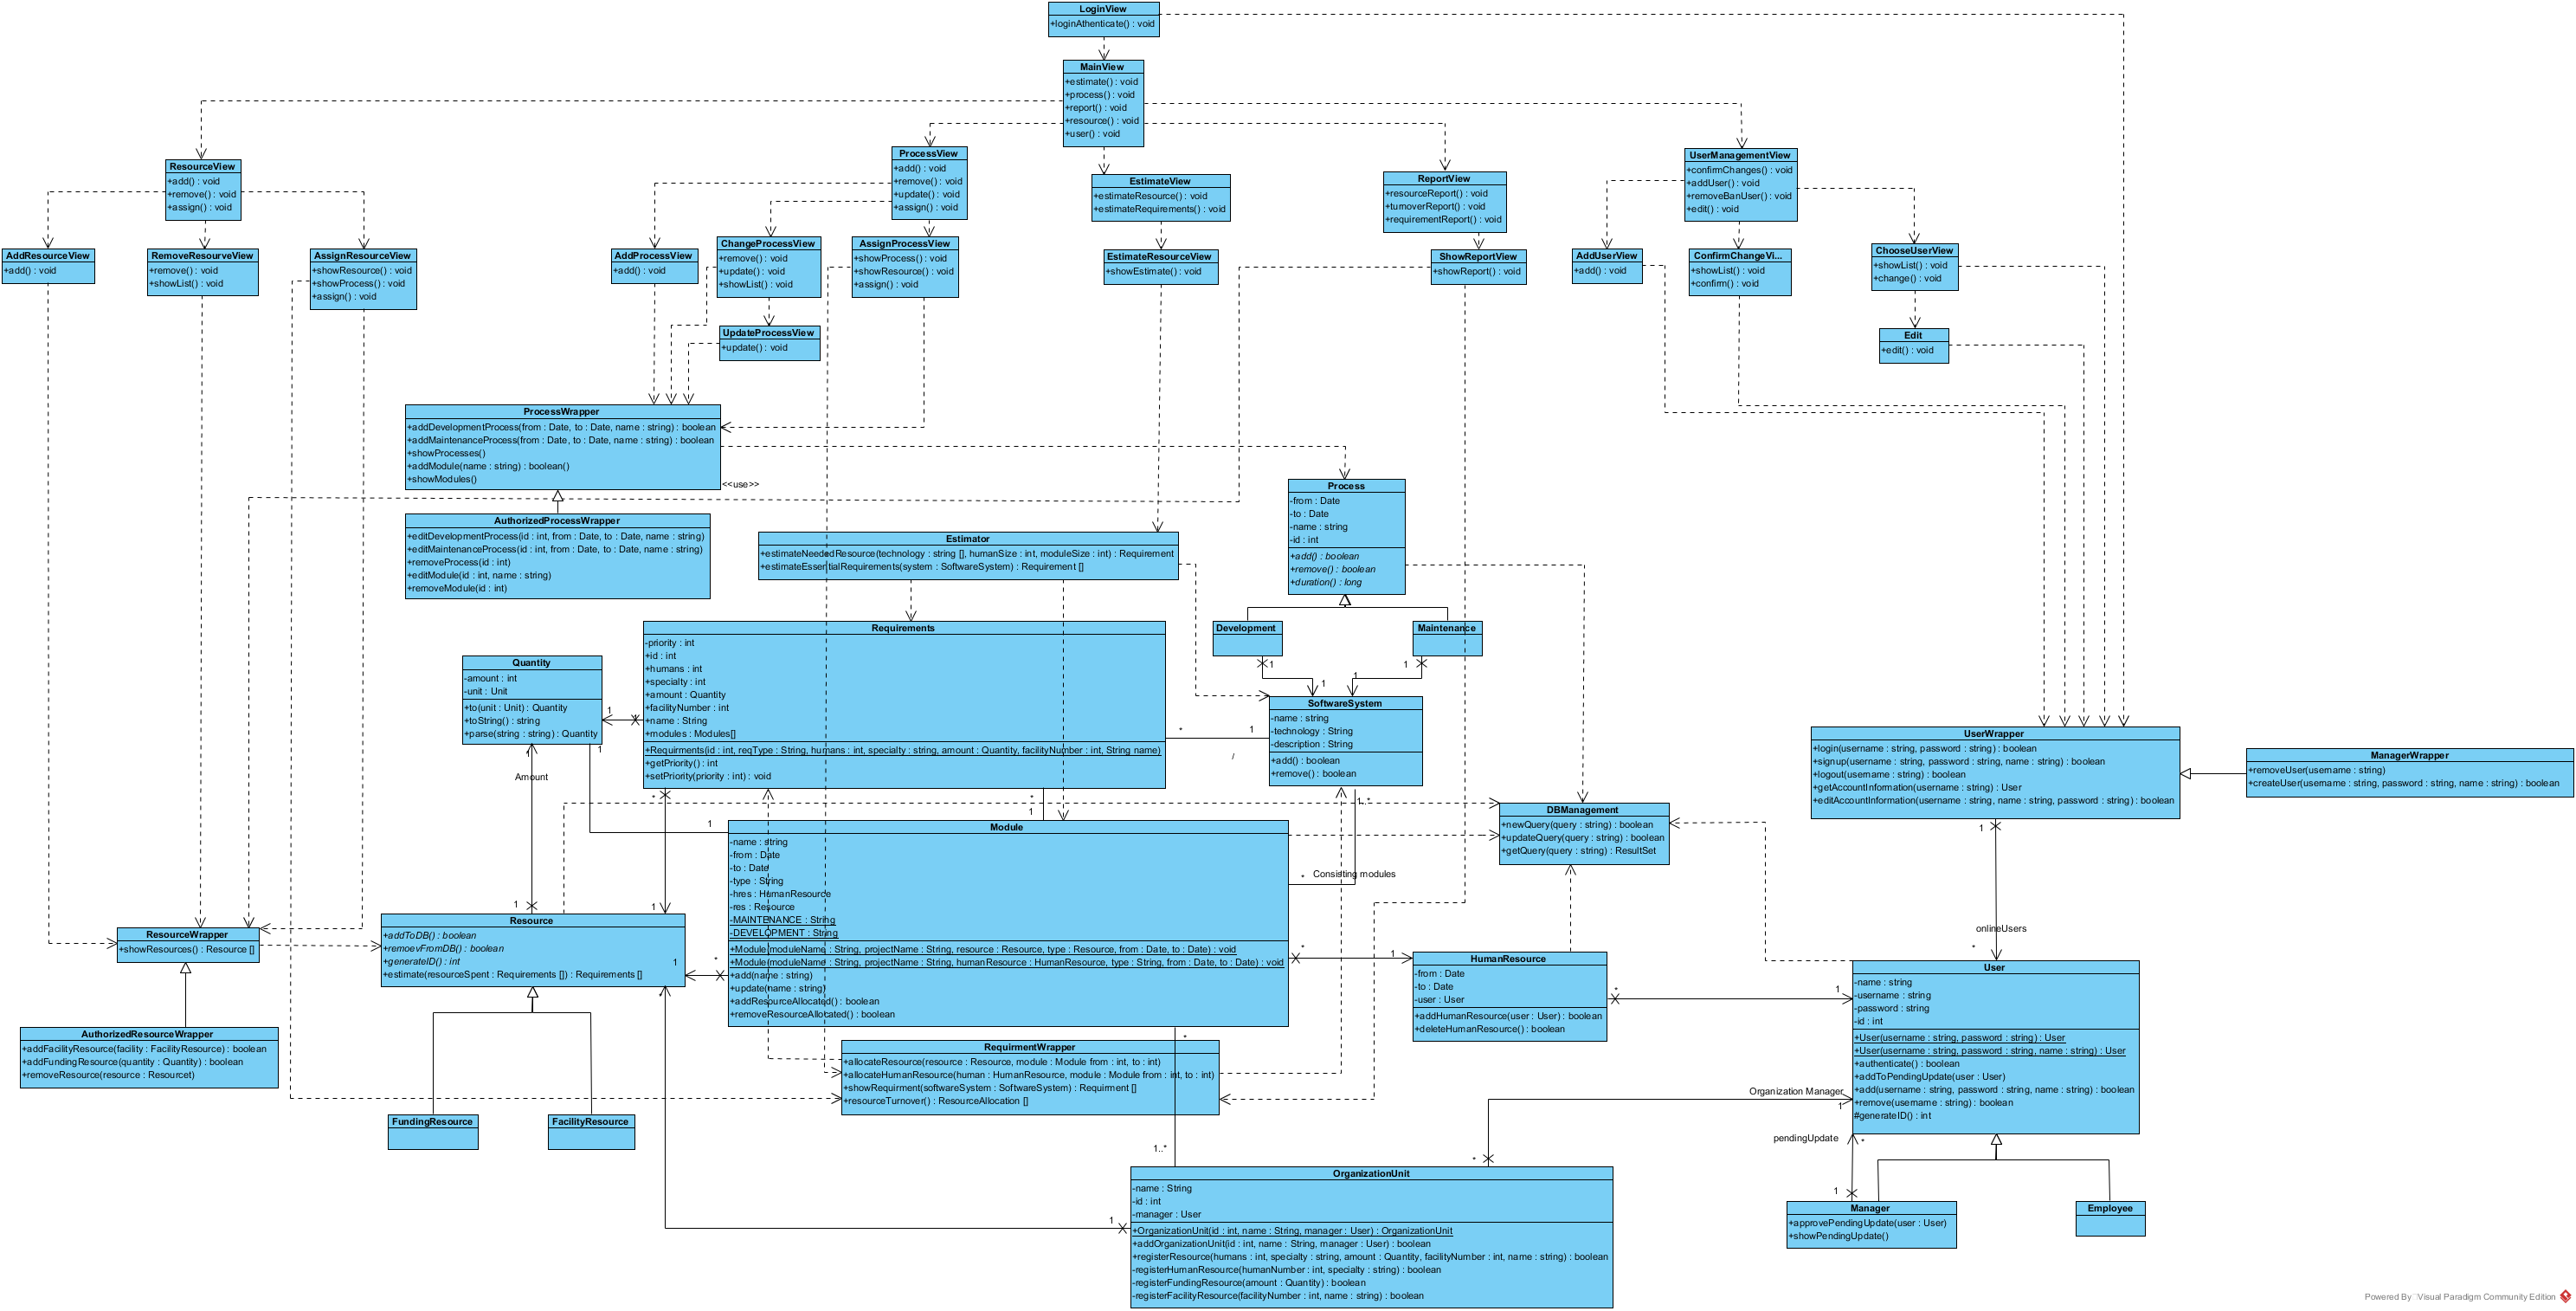 LoginView
+loginAthenticate() : void
MainView
+estimate() : void
+process() : void
+report() : void
+resource() : void
+user() : void
ResourceView
+add() : void
+remove() : void
+assign() : void
ProcessView
+add() : void
+remove() : void
+update() : void
+assign() : void
EstimateView
+estimateResource() : void
+estimateRequirements() : void
ReportView
+resourceReport() : void
+turnoverReport() : void
+requirementReport() : void
UserManagementView
+confirmChanges() : void
+addUser() : void
+removeBanUser() : void
+edit() : void
AddResourceView
+add() : void
RemoveResourveView
+remove() : void
+showList() : void
AssignResourceView
+showResource() : void
+showProcess() : void
+assign() : void
AddProcessView
+add() : void
ChangeProcessView
+remove() : void
+update() : void
+showList() : void
AssignProcessView
+showProcess() : void
+showResource() : void
+assign() : void
EstimateResourceView
+showEstimate() : void
ShowReportView
+showReport() : void
AddUserView
+add() : void
ConfirmChangeVi...
+showList() : void
+confirm() : void
ChooseUserView
+showList() : void
+change() : void
UpdateProcessView
+update() : void
Edit
+edit() : void
ProcessWrapper
+addDevelopmentProcess(from : Date, to : Date, name : string) : boolean
+addMaintenanceProcess(from : Date, to : Date, name : string) : boolean
+showProcesses()
+addModule(name : string) : boolean()
+showModules()
<<use>>
AuthorizedProcessWrapper
+editDevelopmentProcess(id : int, from : Date, to : Date, name : string)
+editMaintenanceProcess(id : int, from : Date, to : Date, name : string)
+removeProcess(id : int)
+editModule(id : int, name : string)
+removeModule(id : int)
Process
-from : Date
-to : Date
-name : string
-id : int
+add() : boolean
+remove() : boolean
+duration() : long
Estimator
+estimateNeededResource(technology : string [], humanSize : int, moduleSize : int) : Requirement
+estimateEssentialRequirements(system : SoftwareSystem) : Requirement []
Development
Maintenance
1
1
1
1
Requirements
-priority : int
+id : int
+humans : int
+specialty : int
+amount : Quantity
+facilityNumber : int
+name : String
+modules : Modules[]
+Requirments(id : int, reqType : String, humans : int, specialty : string, amount : Quantity, facilityNumber : int, String name)
+getPriority() : int
+setPriority(priority : int) : void
Quantity
-amount : int
-unit : Unit
+to(unit : Unit) : Quantity
+toString() : string
+parse(string : string) : Quantity
1
1
1
1
Amount
SoftwareSystem
-name : string
-technology : String
-description : String
+add() : boolean
+remove() : boolean
*
1
/
1..*
UserWrapper
+login(username : string, password : string) : boolean
+signup(username : string, password : string, name : string) : boolean
+logout(username : string) : boolean
+getAccountInformation(username : string) : User
+editAccountInformation(username : string, name : string, password : string) : boolean
ManagerWrapper
+removeUser(username : string)
+createUser(username : string, password : string, name : string) : boolean
DBManagement
+newQuery(query : string) : boolean
+updateQuery(query : string) : boolean
+getQuery(query : string) : ResultSet
*
*
1
1
1
Module
-name : string
-from : Date
-to : Date
-type : String
-hres : HumanResource
-res : Resource
-MAINTENANCE : String
-DEVELOPMENT : String
+Module(moduleName : String, projectName : String, resource : Resource, type : Resource, from : Date, to : Date) : void
+Module(moduleName : String, projectName : String, humanResource : HumanResource, type : String, from : Date, to : Date) : void
+add(name : string)
+update(name : string)
+addResourceAllocated() : boolean
+removeResourceAllocated() : boolean
* Consisting modules
1
1
Resource
+addToDB() : boolean
+remoevFromDB() : boolean
+generateID() : int
+estimate(resourceSpent : Requirements []) : Requirements []
1
*
*
ResourceWrapper
+showResources() : Resource []
*
1
HumanResource
-from : Date
-to : Date
-user : User
+addHumanResource(user : User) : boolean
+deleteHumanResource() : boolean
onlineUsers
*
*
1
User
-name : string
-username : string
-password : string
-id : int
+User(username : string, password : string) : User
+User(username : string, password : string, name : string) : User
+authenticate() : boolean
+addToPendingUpdate(user : User)
+add(username : string, password : string, name : string) : boolean
+remove(username : string) : boolean
#generateID() : int
AuthorizedResourceWrapper
+addFacilityResource(facility : FacilityResource) : boolean
+addFundingResource(quantity : Quantity) : boolean
+removeResource(resource : Resourcet)
*
RequirmentWrapper
+allocateResource(resource : Resource, module : Module from : int, to : int)
+allocateHumanResource(human : HumanResource, module : Module from : int, to : int)
+showRequirment(softwareSystem : SoftwareSystem) : Requirment []
+resourceTurnover() : ResourceAllocation []
Organization Manager
1
FundingResource
FacilityResource
pendingUpdate
*
1..*
*
1
1
OrganizationUnit
-name : String
-id : int
-manager : User
+OrganizationUnit(id : int, name : String, manager : User) : OrganizationUnit
+addOrganizationUnit(id : int, name : String, manager : User) : boolean
+registerResource(humans : int, specialty : string, amount : Quantity, facilityNumber : int, name : string) : boolean
-registerHumanResource(humanNumber : int, specialty : string) : boolean
-registerFundingResource(amount : Quantity) : boolean
-registerFacilityResource(facilityNumber : int, name : string) : boolean
Manager
+approvePendingUpdate(user : User)
+showPendingUpdate()
Employee
Powered By Visual Paradigm Community Edition